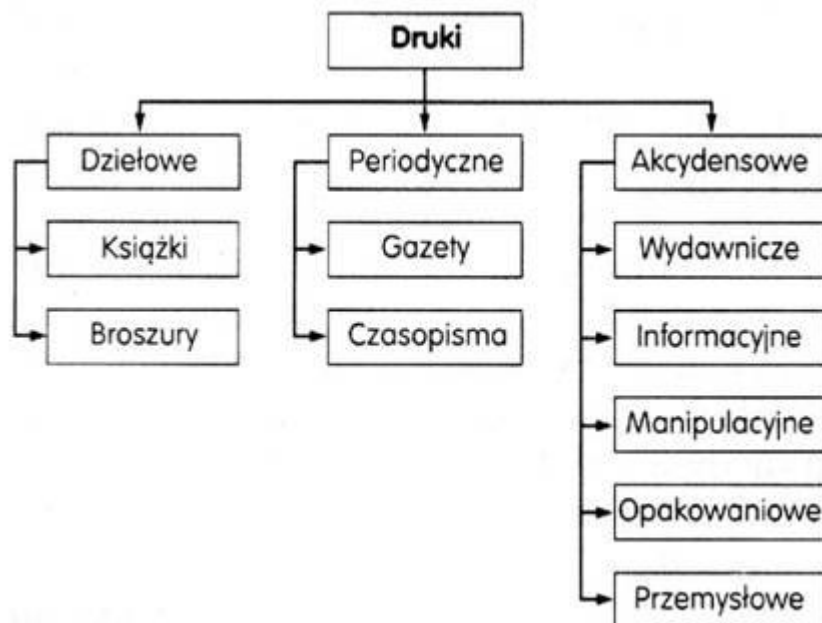 Druki
Dziełowe
Periodyczne
Akcydensowe
Książki
Gazety
Wydawnicze
Broszury
Czasopisma
Informacyjne
Manipulacyjne
Opakowaniowe
Przemysłowe